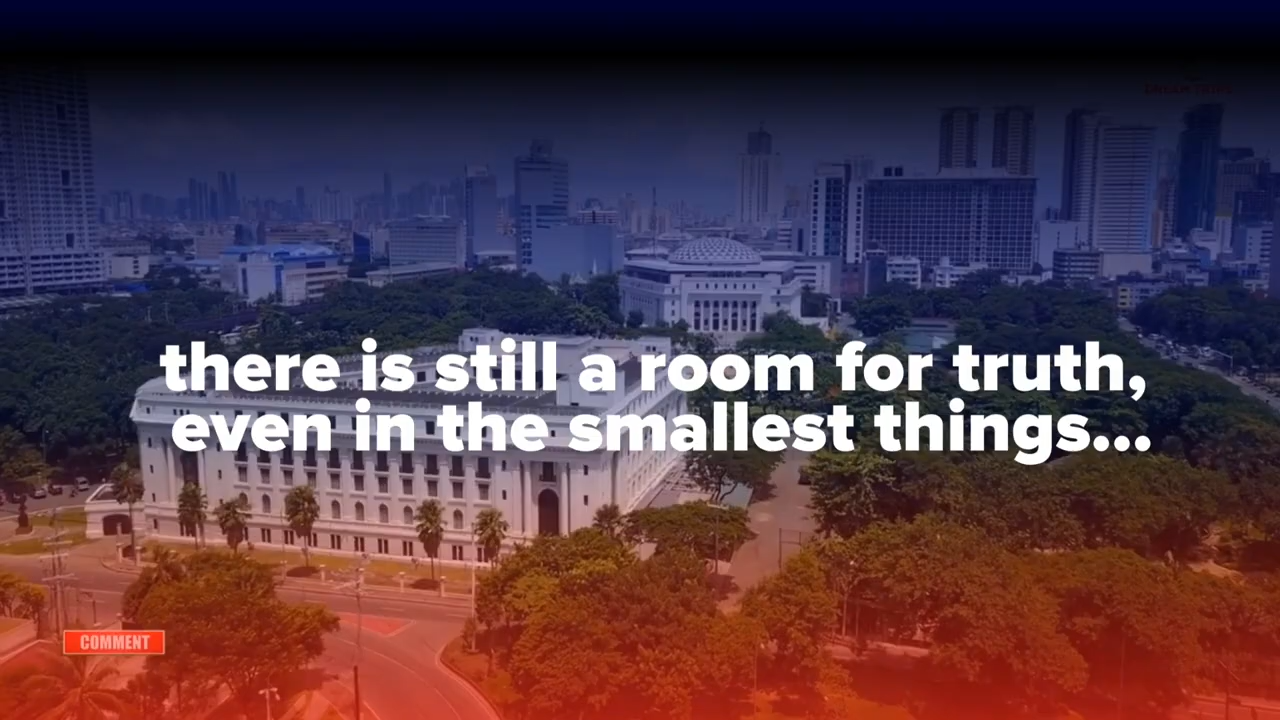 there is still a room for truth,
even in the smallest things...
COMMENT